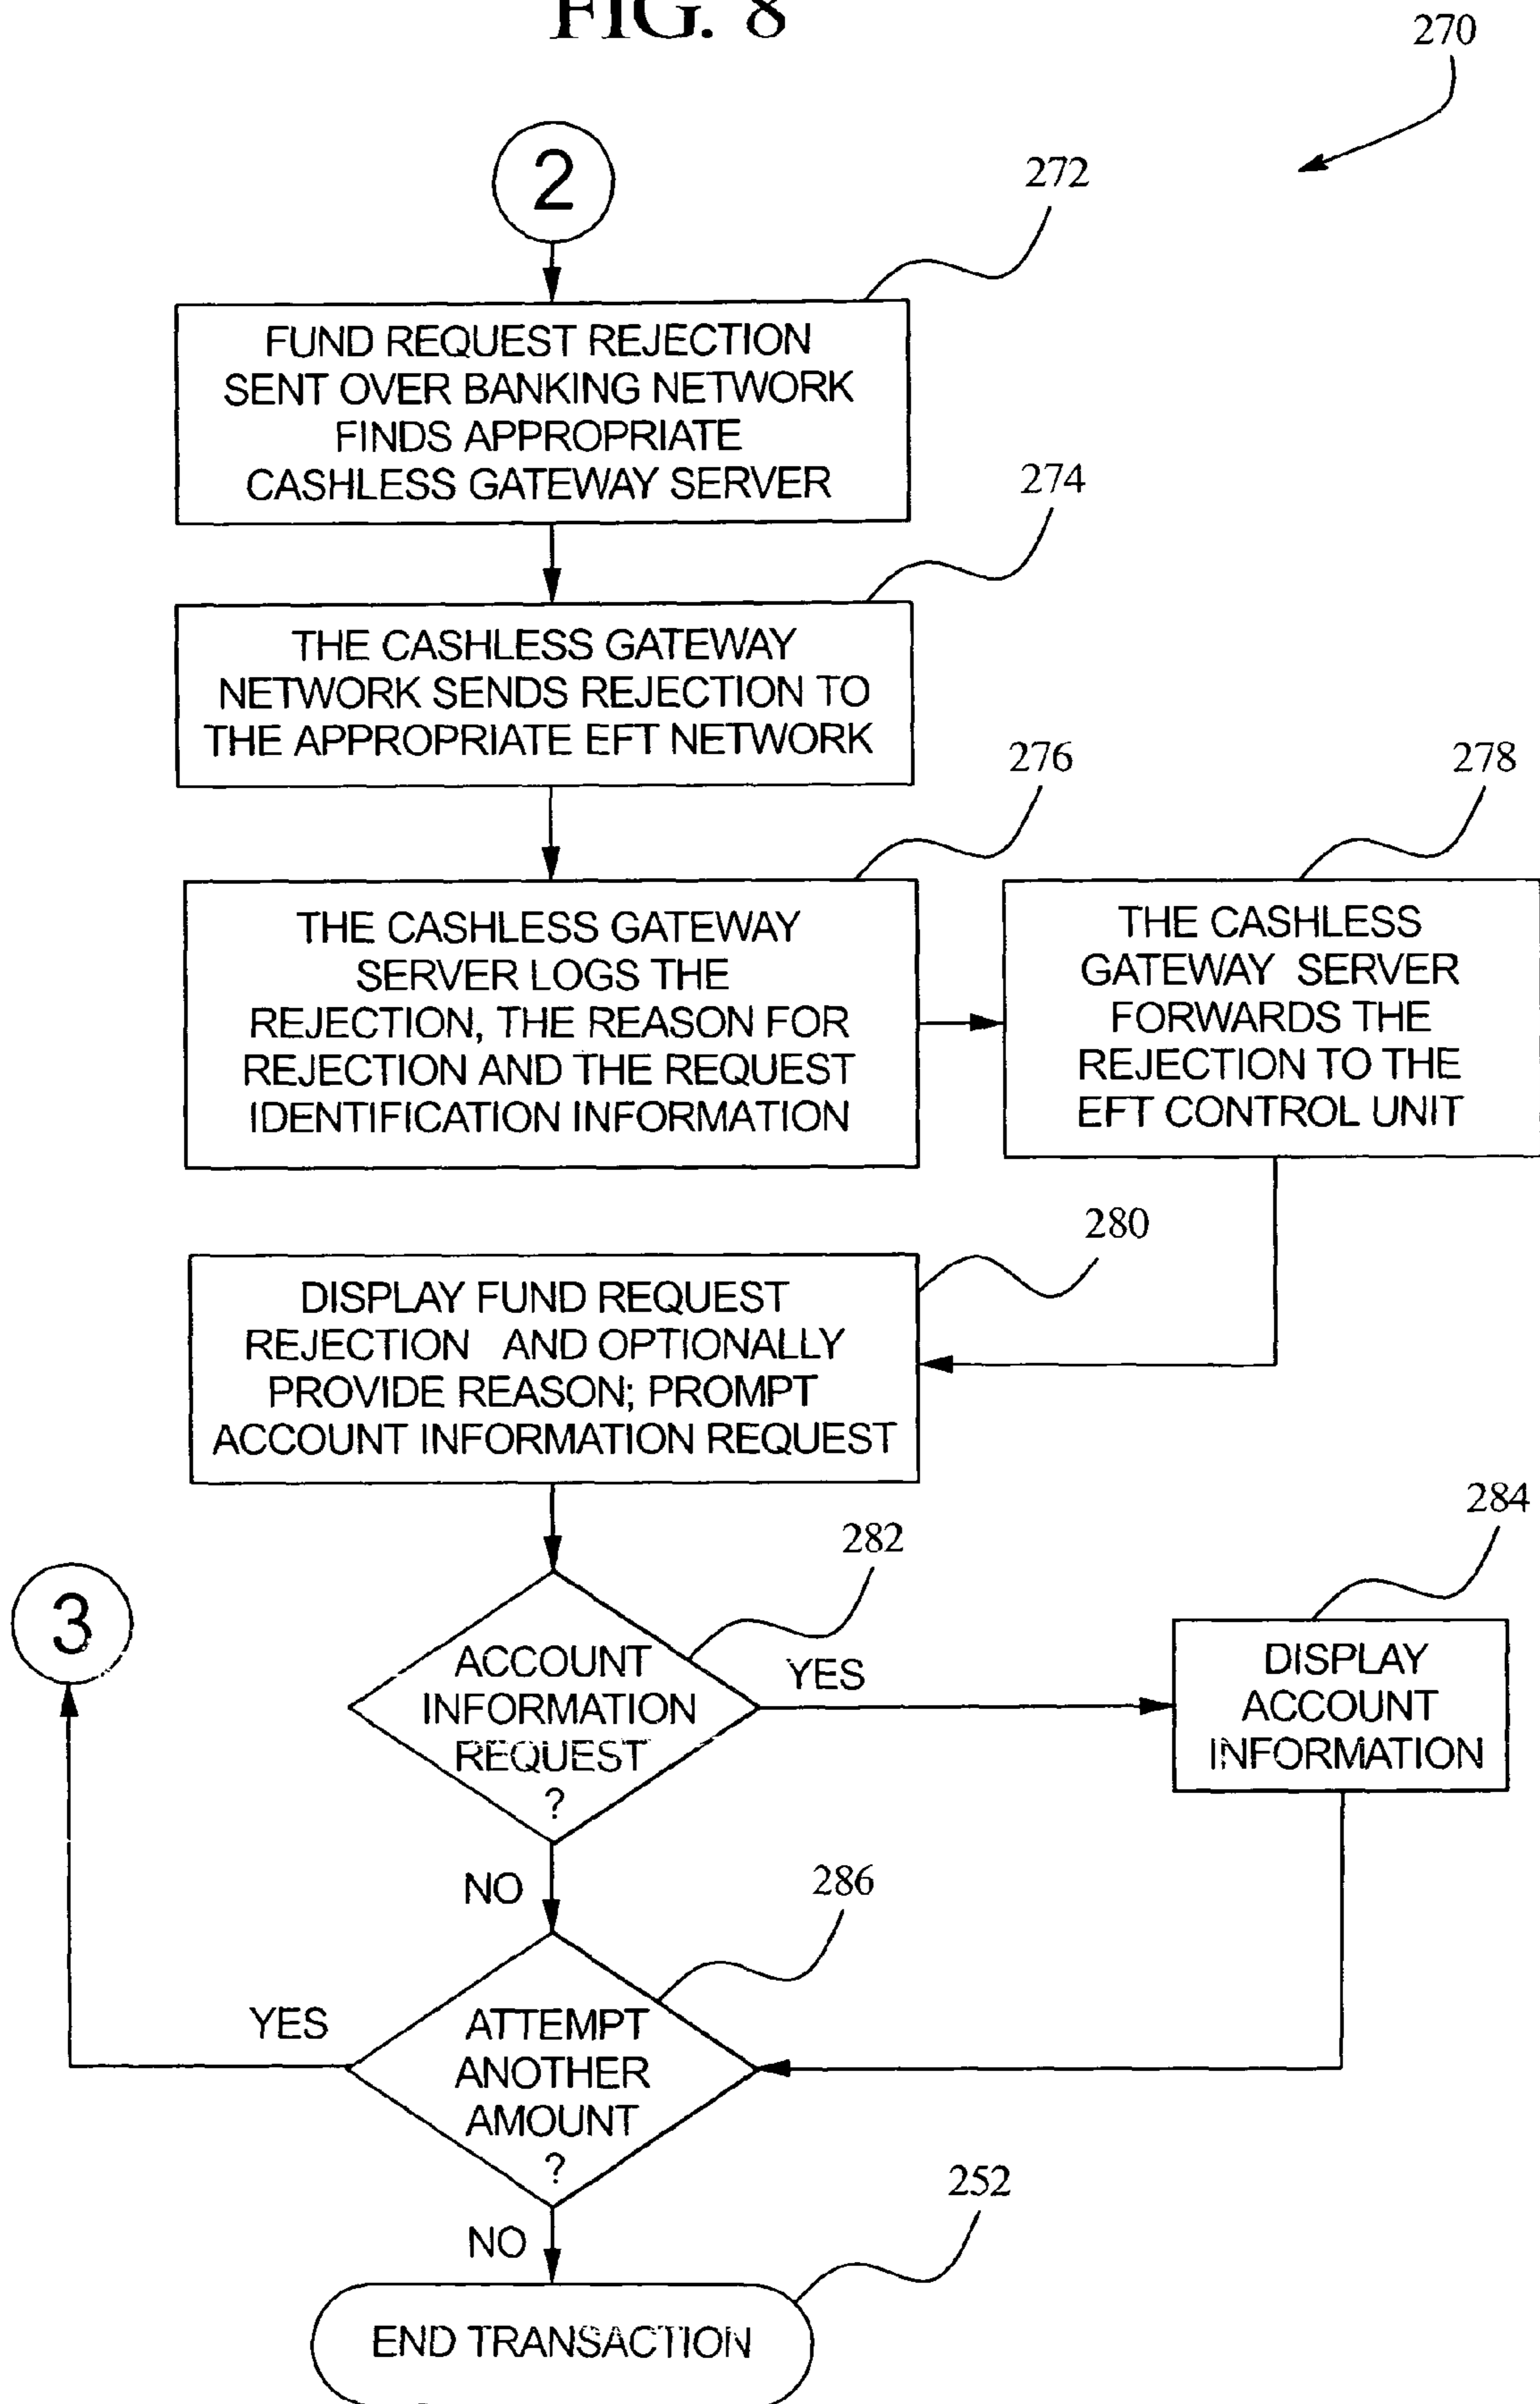 FIG. 8
270
2
272
FUND REQUEST REJECTION
SENT OVER BANKING NETWORK
FINDS APPROPRIATE
CASHLESS GATEWAY SERVER
274
THE CASHLESS GATEWAY
NETWORK SENDS REJECTION TO
THE APPROPRIATE EFT NETWORK
276
278
THE CASHLESS GATEWAY
SERVER LOGS THE
REJECTION, THE REASON FOR
REJECTION AND THE REQUEST
IDENTIFICATION INFORMATION
THE CASHLESS
GATEWAY SERVER
FORWARDS THE
REJECTION TO THE
EFT CONTROL UNIT
280
DISPLAY FUND REQUEST
REJECTION AND OPTIONALLY
PROVIDE REASON; PROMPT
ACCOUNT INFORMATION REQUEST
282
284
3
ACCOUNT
INFORMATION
REQUEST
?
YES
DISPLAY
ACCOUNT
INFORMATION
NO
286
YES
ATTEMPT
ANOTHER
AMOUNT
?
252
NO
END TRANSACTION